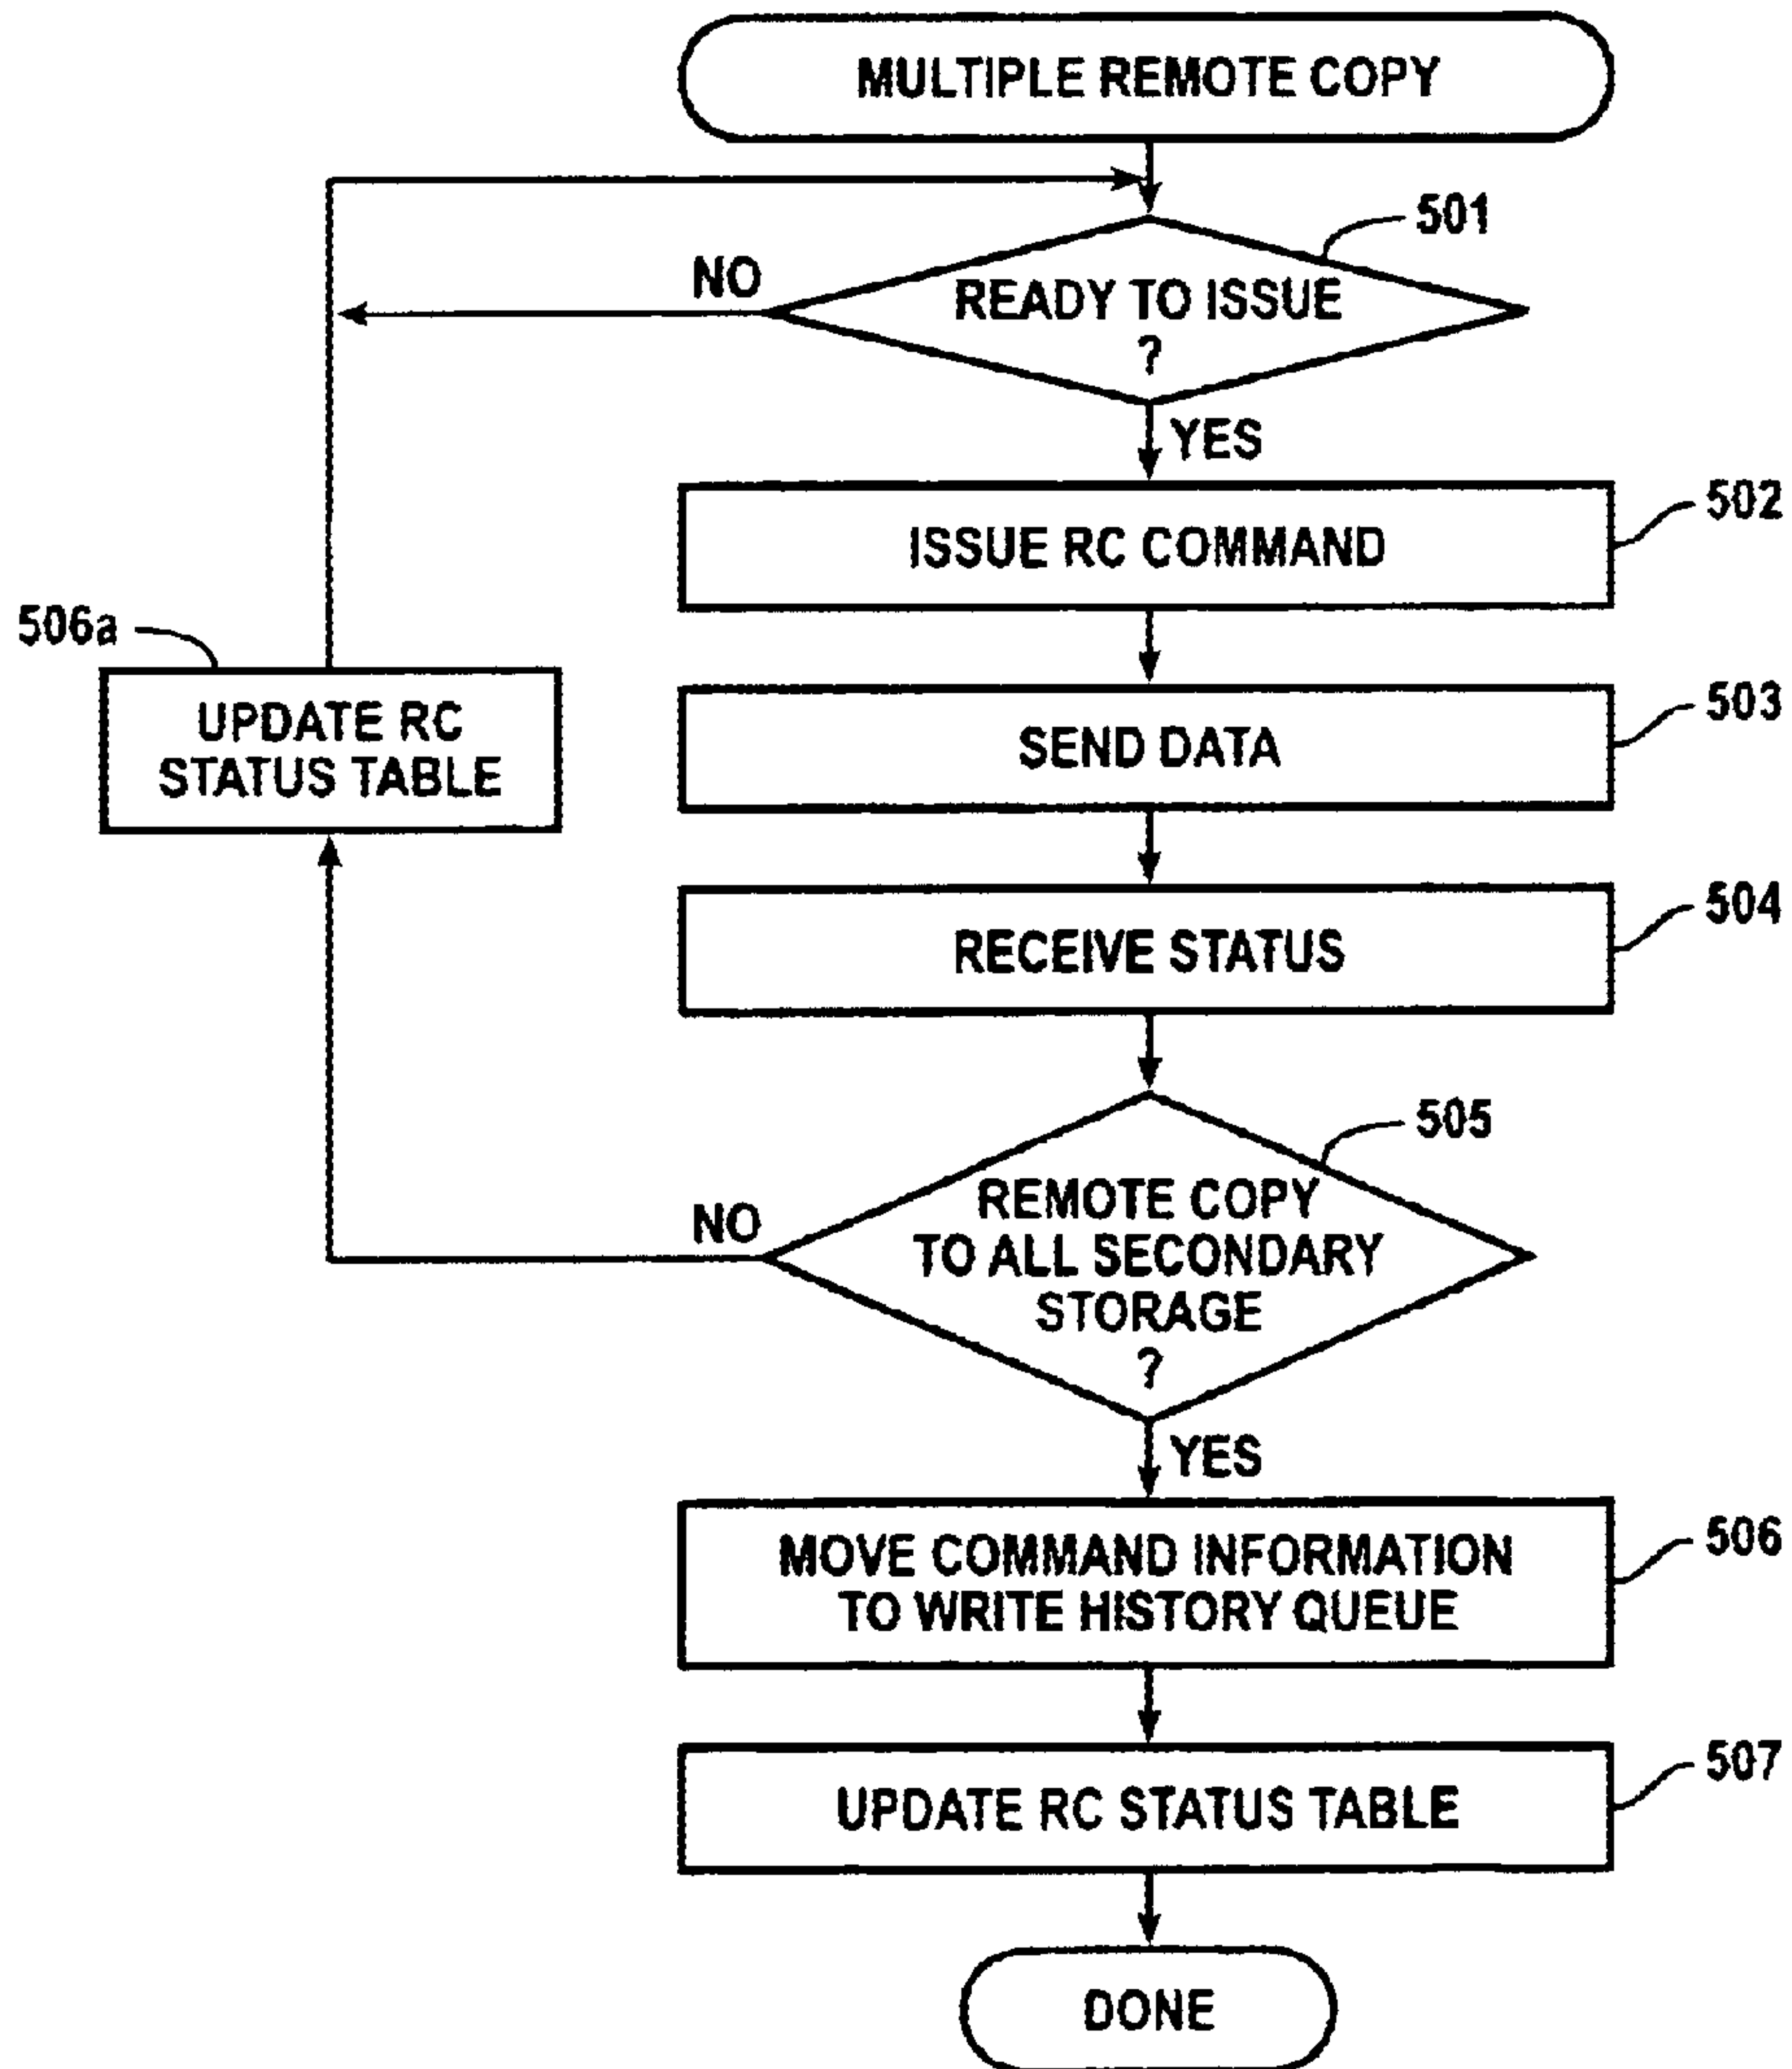 MULTIPLE REMOTE COPY
501
NO
READY TO ISSUE
?
YES
502
ISSUE RC COMMAND
506a
UPDATE RC
STATUS TABLE
503
SEND DATA
504
RECEIVE STATUS
505
NO
REMOTE COPY
TO ALL SECONDARY
STORAGE
?
YES
506
MOVE COMMAND INFORMATION
TO WRITE HISTORY QUEUE
507
UPDATE RC STATUS TABLE
DONE